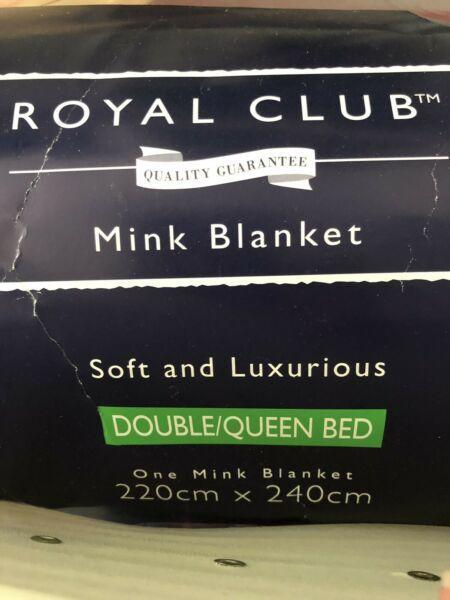 ROYAL CLUB™
QUALITY GUARANTEE
Mink Blanket
Soft and Luxurious
DOUBLE/QUEEN BED
One Mink Blanket
220cm x 240cm